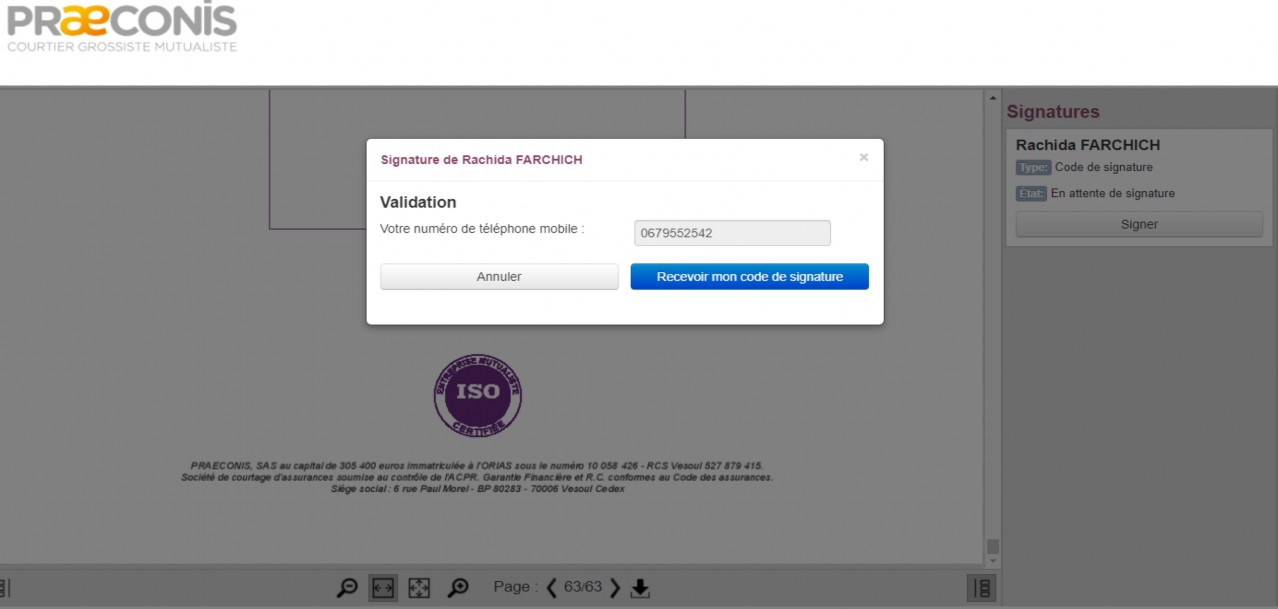 PRæCONiS
COURTIER GROSSISTE MUTUALISTE
Signatures
Rachida FARCHICH
Type: Code de signature
État: En attente de signature
Signer
Signature de Rachida FARCHICH ×
Validation
Votre numéro de téléphone mobile : 0679552542
Annuler Recevoir mon code de signature
ENTREPRISE MUTUALISTE
ISO
CERTIFIÉE
PRAECONIS, SAS au capital de 305 400 euros immatriculée à l'ORIAS sous le numéro 10 058 426 - RCS Vesoul 527 879 415.
Société de courtage d'assurances soumise au contrôle de l'ACPR. Garantie Financière et R.C. conformes au Code des assurances.
Siège social : 6 rue Paul Morel - BP 80283 - 70006 Vesoul Cedex
Page : 63/63